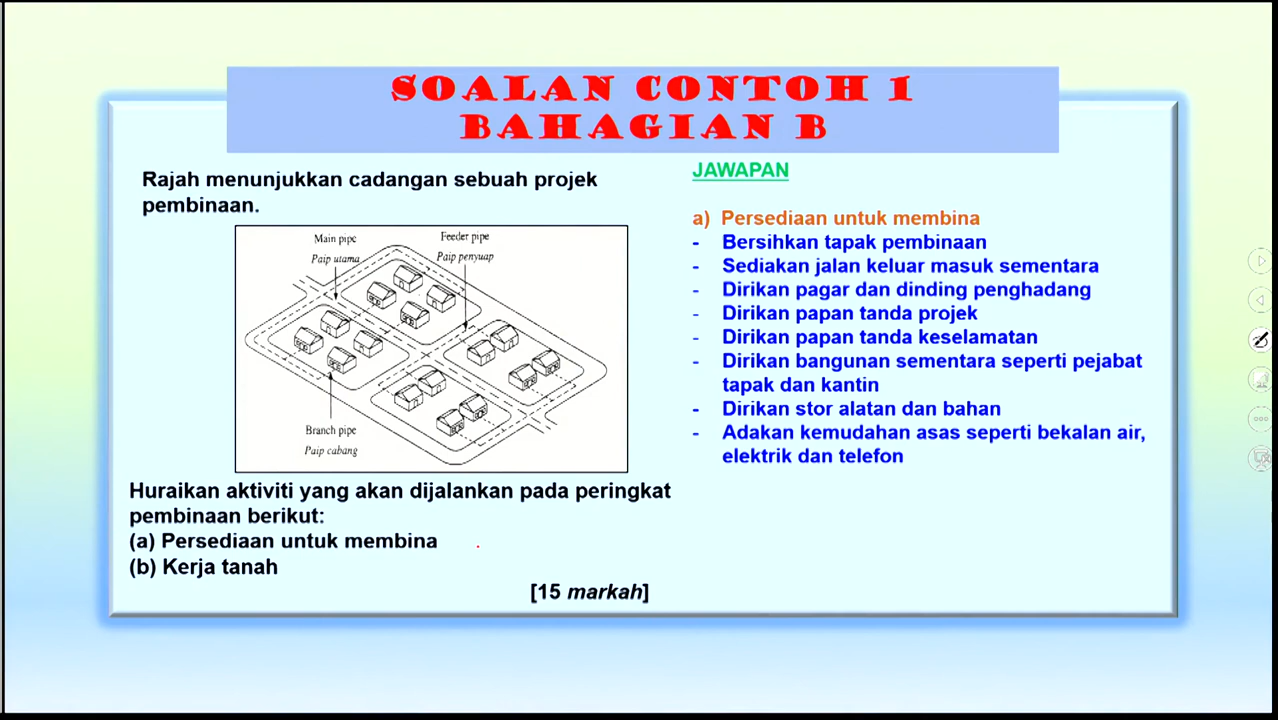 SOALAN CONTOH 1
BAHAGIAN B
Rajah menunjukkan cadangan sebuah projek
pembinaan.
Main pipe
Paip utama
Feeder pipe
Paip penyuap
Branch pipe
Paip cabang
Huraikan aktiviti yang akan dijalankan pada peringkat
pembinaan berikut:
(a) Persediaan untuk membina
(b) Kerja tanah
[15 markah]
JAWAPAN
a) Persediaan untuk membina
- Bersihkan tapak pembinaan
- Sediakan jalan keluar masuk sementara
- Dirikan pagar dan dinding penghadang
- Dirikan papan tanda projek
- Dirikan papan tanda keselamatan
- Dirikan bangunan sementara seperti pejabat
tapak dan kantin
- Dirikan stor alatan dan bahan
- Adakan kemudahan asas seperti bekalan air,
elektrik dan telefon